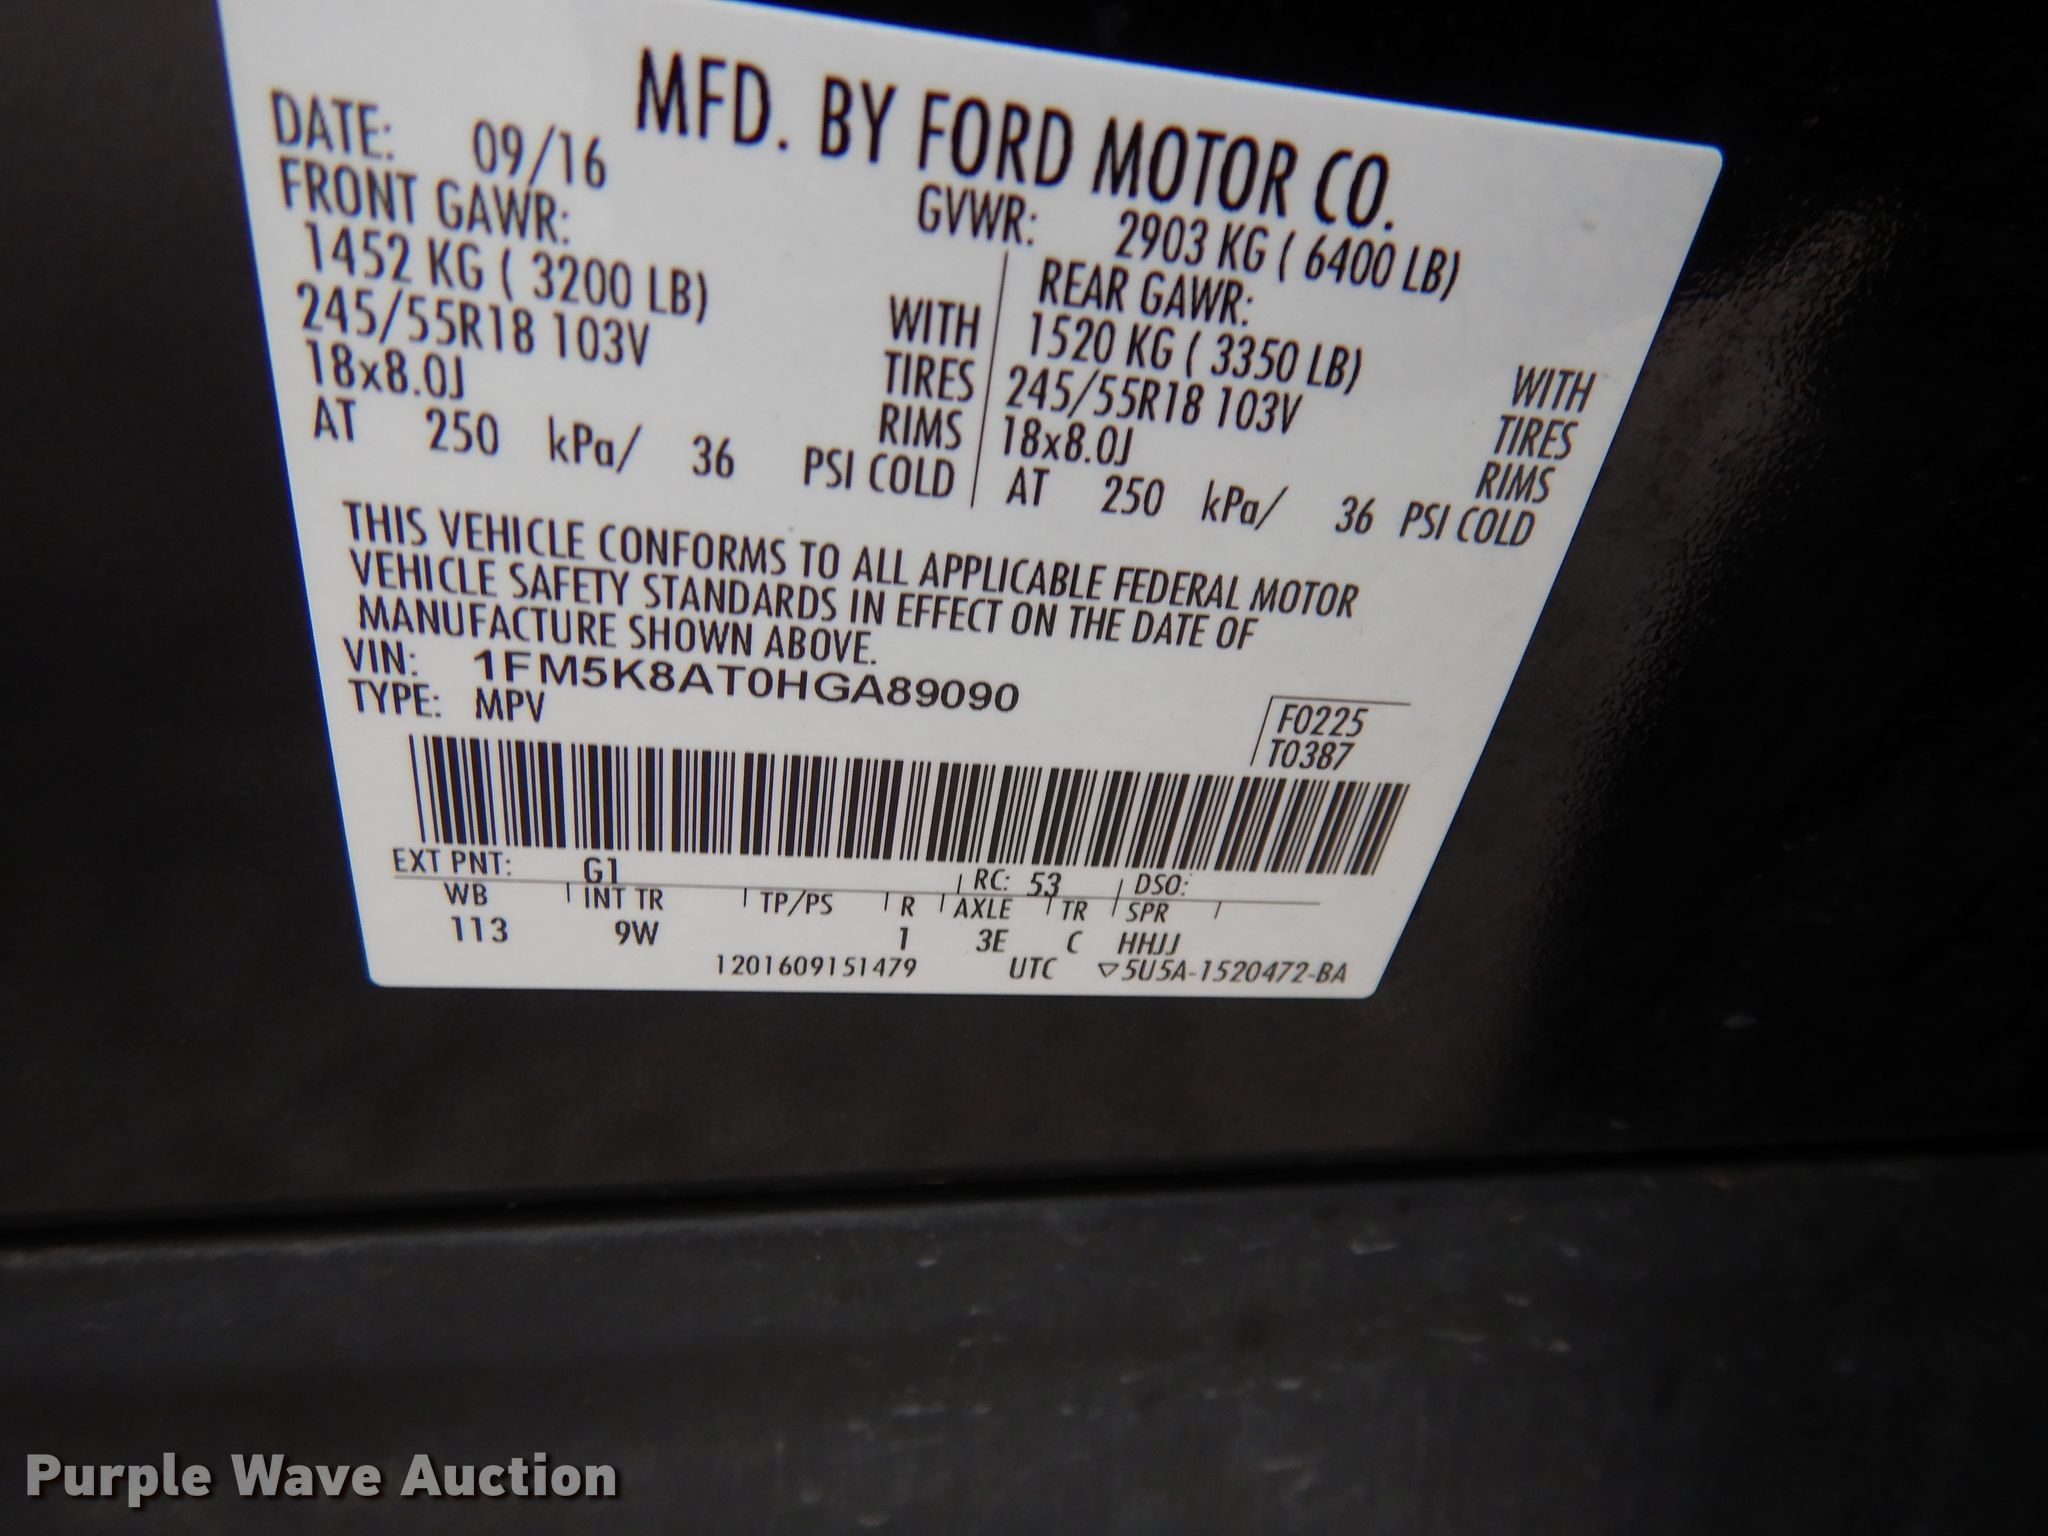 MFD. BY FORD MOTOR CO.
DATE: 09/16 GVWR: 2903 KG ( 6400 LB)
FRONT GAWR: REAR GAWR:
1452 KG ( 3200 LB) WITH 1520 KG ( 3350 LB) WITH
245/55R18 103V TIRES 245/55R18 103V TIRES
18x8.0J RIMS 18x8.0J RIMS
AT 250 kPa/ 36 PSI COLD AT 250 kPa/ 36 PSI COLD
THIS VEHICLE CONFORMS TO ALL APPLICABLE FEDERAL MOTOR
VEHICLE SAFETY STANDARDS IN EFFECT ON THE DATE OF
MANUFACTURE SHOWN ABOVE.
VIN: 1FM5K8AT0HGA89090
TYPE: MPV
F0225
T0387
EXT PNT: G1 RC: 53 DSO:
WB INT TR TP/PS R AXLE TR SPR
113 9W 1 3E C HHJJ
1201609151479 UTC ▽5U5A-1520472-BA
Purple Wave Auction